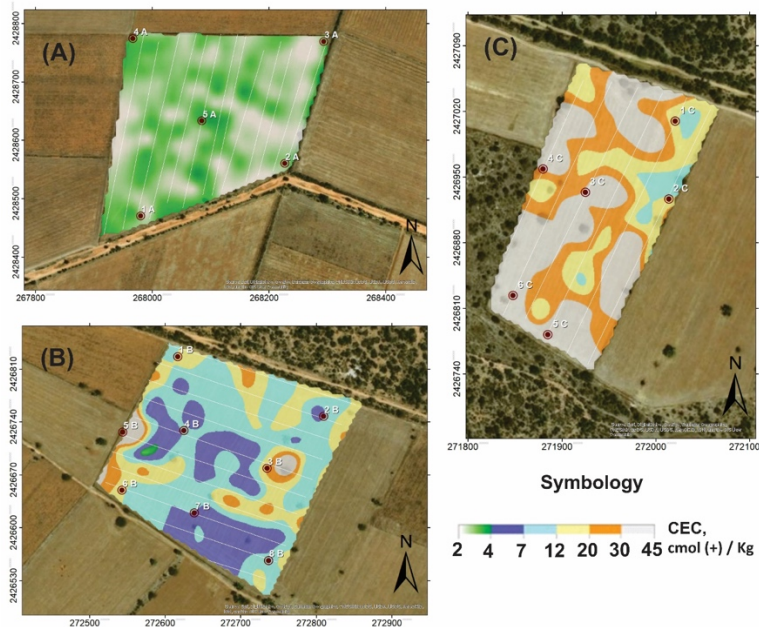 (A)
4 A
3 A
5 A
2 A
1 A
N
2428800
2428700
2428600
2428500
2428400
267800
268000
268200
268400
(B)
1 B
2 B
4 B
5 B
3 B
6 B
7 B
8 B
N
2426810
2426740
2426670
2426600
2426530
272500
272600
272700
272800
272900
(C)
1 C
4 C
3 C
2 C
6 C
5 C
N
2427090
2427020
2426950
2426880
2426810
2426740
271800
271900
272000
272100
Symbology
2 4 7 12 20 30 45
CEC,
cmol (+) / Kg